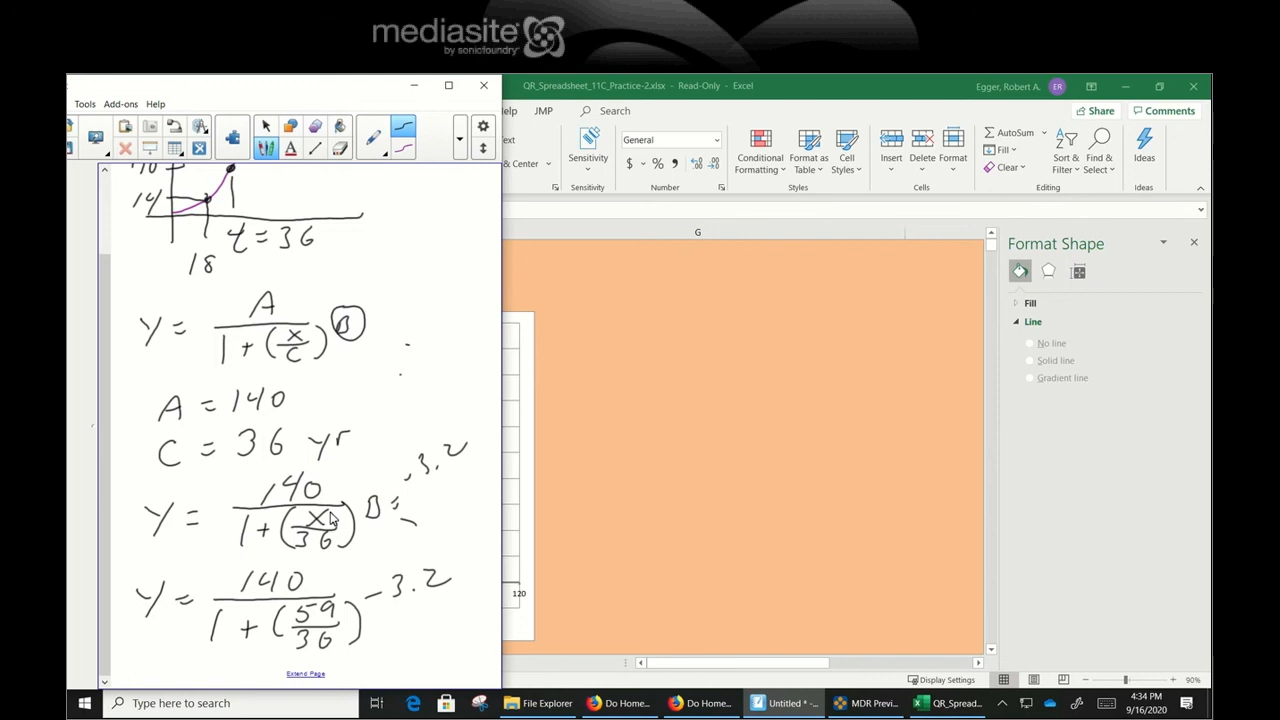 mediasite
by sonicfoundry
QR_Spreadsheet_11C_Practice-2.xlsx - Read-Only - Excel
Egger, Robert A.
ER
Tools Add-ons Help
JMP
Search
Share
Comments
General
$ % ,
Sensitivity
Conditional Formatting
Format as Table
Cell Styles
Insert
Delete
Format
AutoSum
Fill
Clear
Sort & Filter
Find & Select
Ideas
Sensitivity
Number
Styles
Cells
Editing
Ideas
G
Format Shape
Fill
Line
No line
Solid line
Gradient line
14
t = 36
18
Y = A / 1 + (x/c) B
A = 140
C = 36 yr
Y = 140 / 1 + (x/36) B = -3.2
Y = 140 / 1 + (59/36) -3.2
120
Extend Page
Display Settings
90%
Type here to search
File Explorer
Do Home...
Do Home...
Untitled * -...
MDR Previ...
QR_Spread...
4:34 PM
9/16/2020